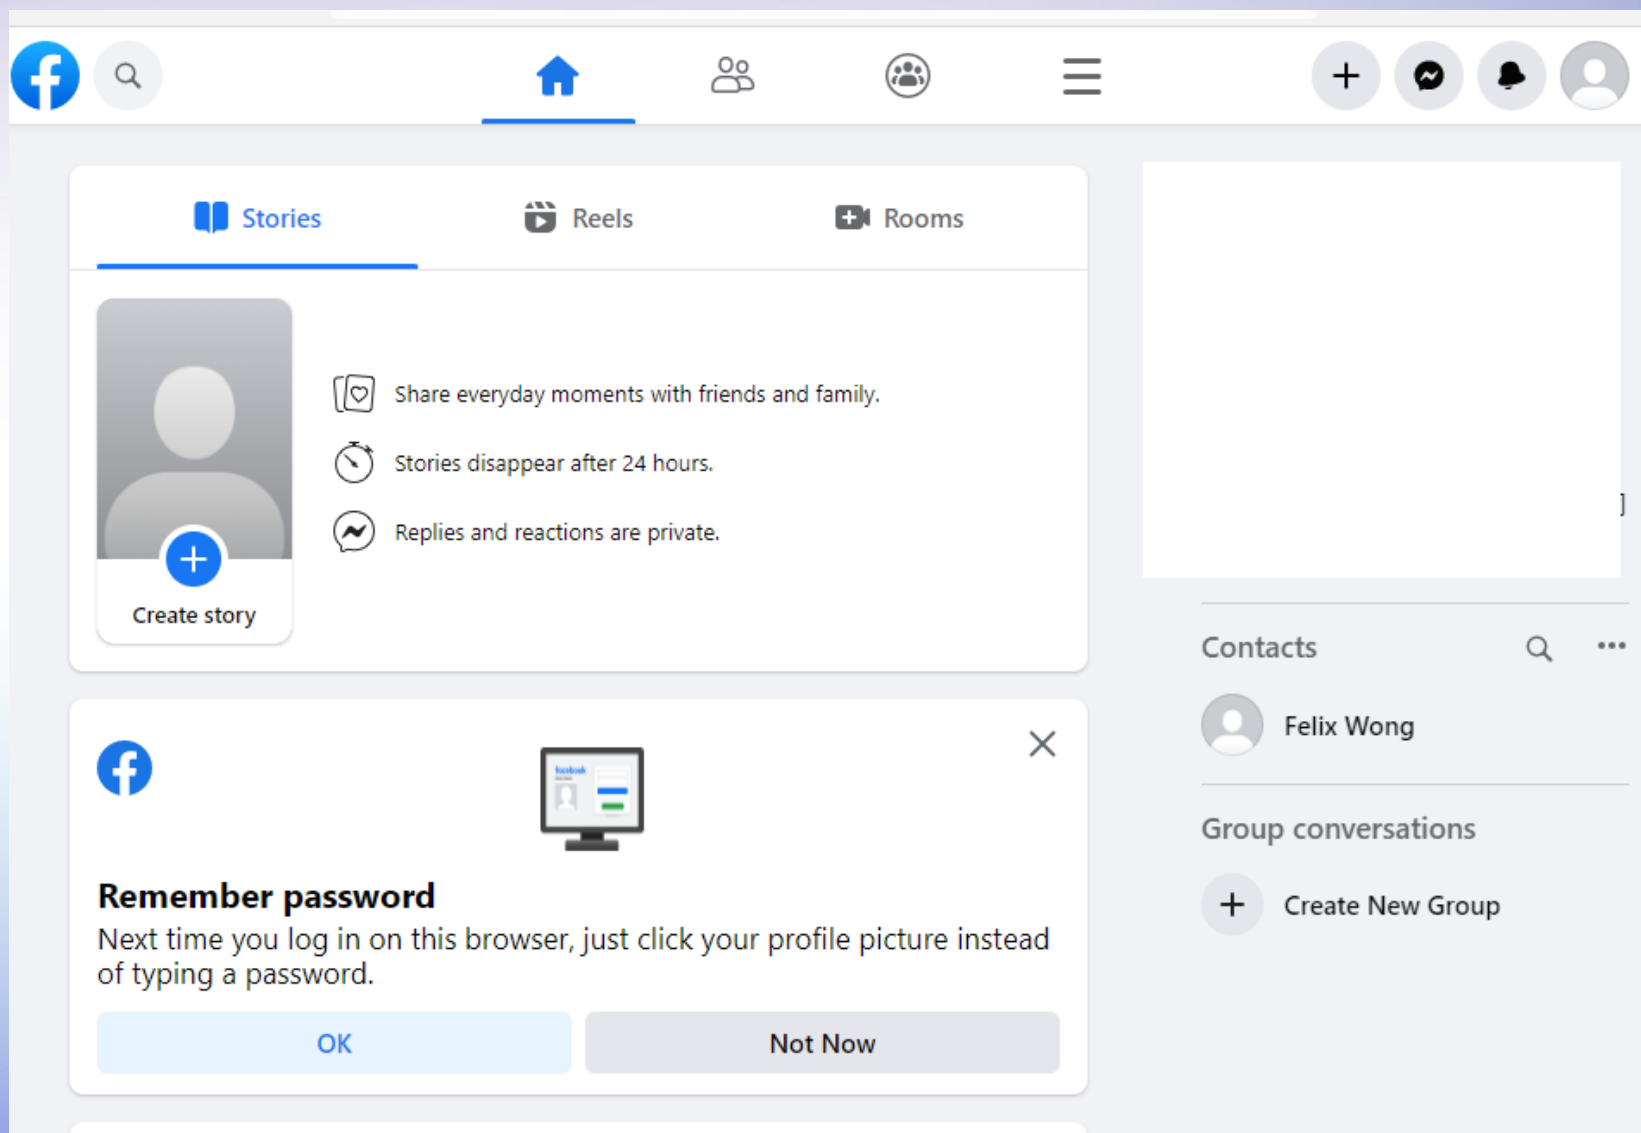 Stories
Reels
Rooms
Share everyday moments with friends and family.
Stories disappear after 24 hours.
Replies and reactions are private.
Create story
]
Contacts
Felix Wong
Group conversations
Create New Group
facebook
Remember password
Next time you log in on this browser, just click your profile picture instead
of typing a password.
OK
Not Now